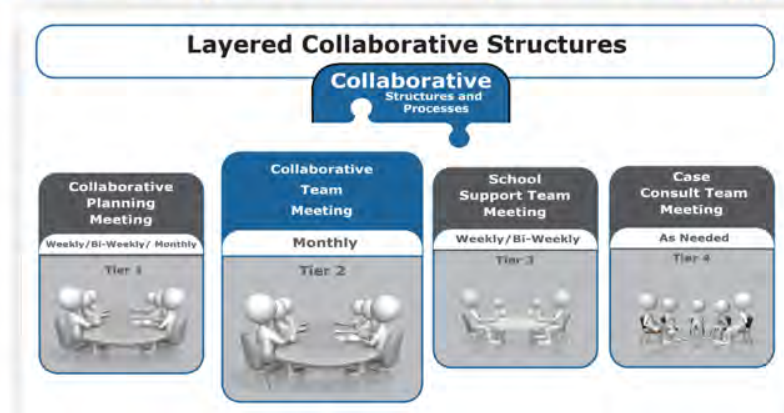 Layered Collaborative Structures
Collaborative
Structures and
Processes
Collaborative
Planning
Meeting
Weekly/Bi-Weekly/ Monthly
Tier 1
Collaborative
Team
Meeting
Monthly
Tier 2
School
Support Team
Meeting
Weekly/Bi-Weekly
Tier 3
Case
Consult Team
Meeting
As Needed
Tier 4